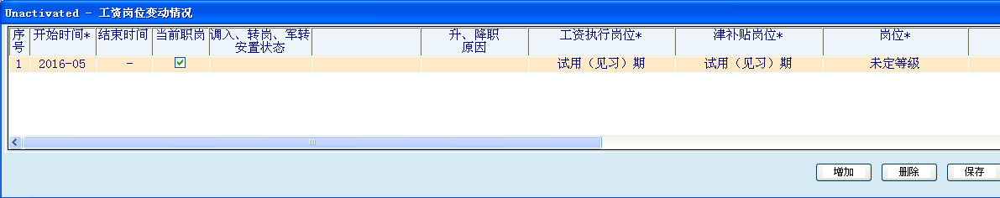 Unactivated - 工资岗位变动情况
序号 开始时间* 结束时间 当前职岗 调入、转岗、军转安置状态 升、降职原因 工资执行岗位* 津补贴岗位* 岗位*
1 2016-05 - 试用（见习）期 试用（见习）期 未定等级
增加 删除 保存